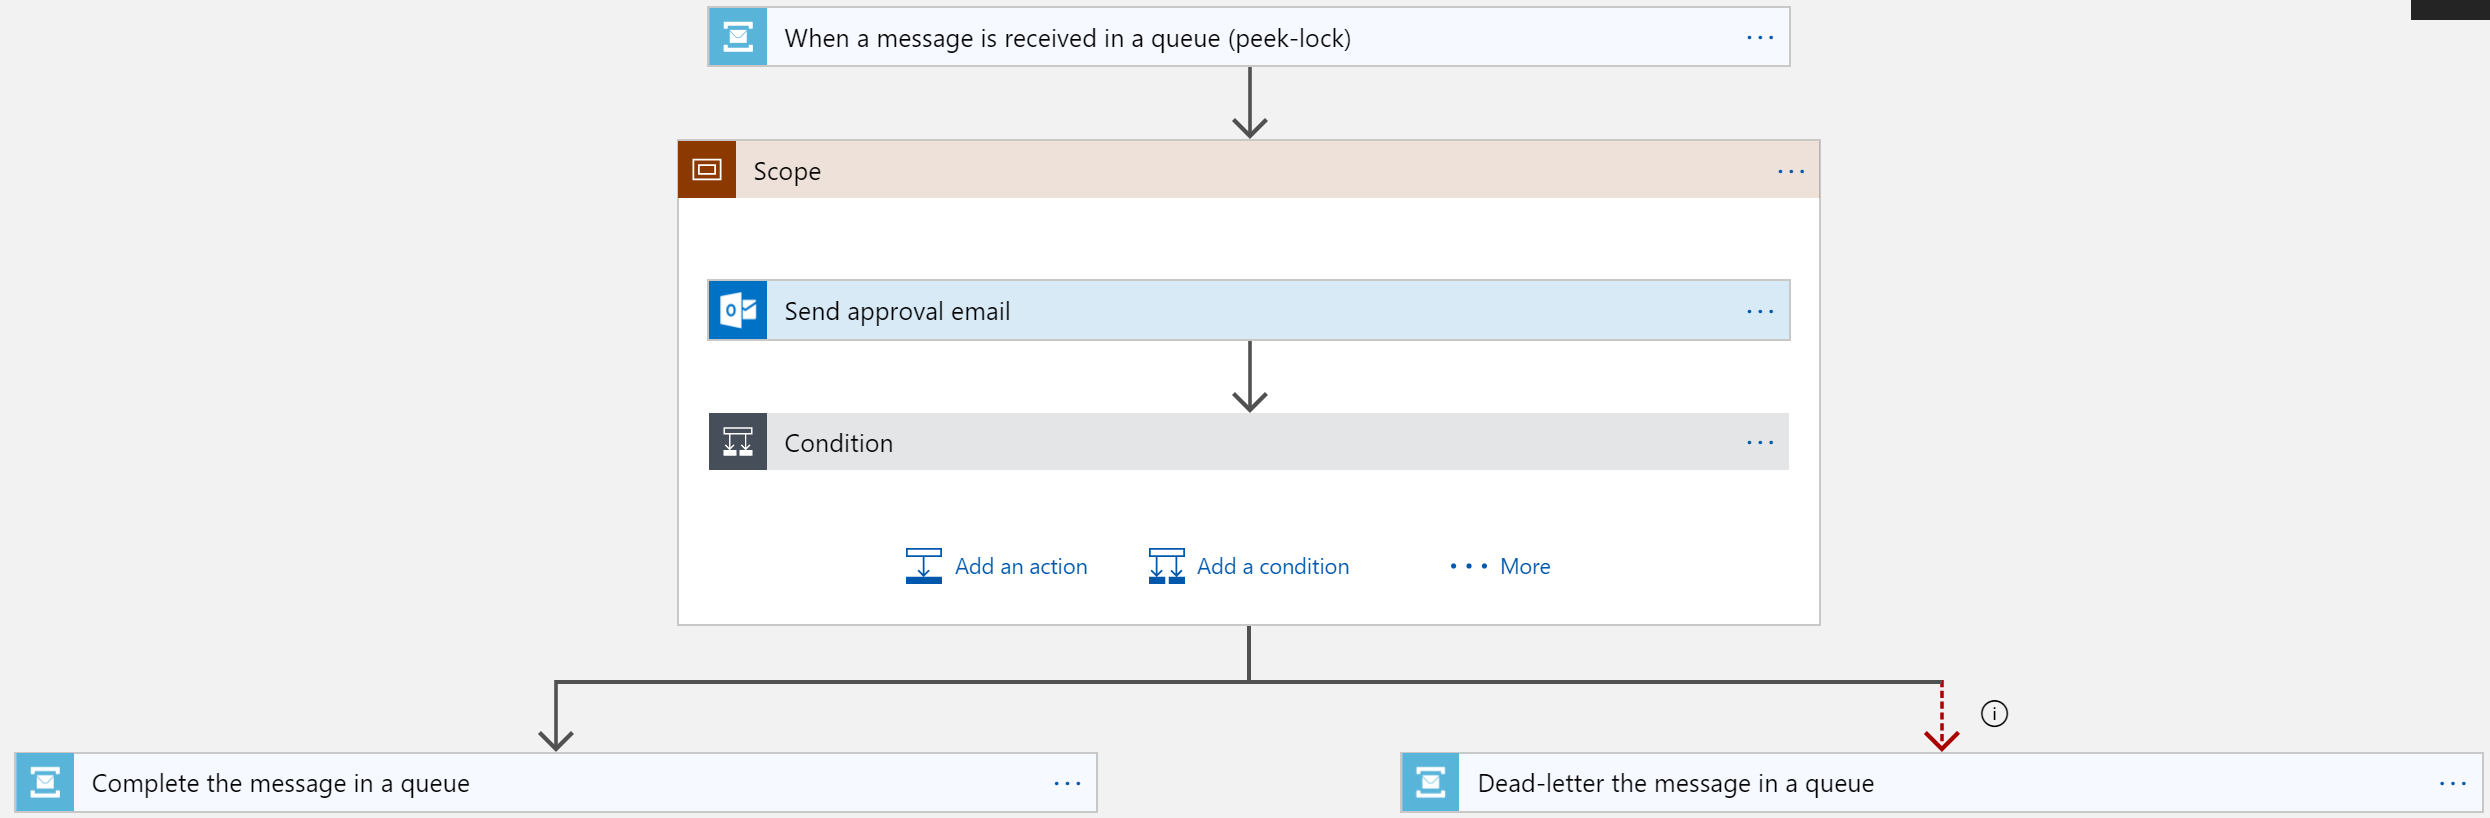 When a message is received in a queue (peek-lock)
Scope
Send approval email
Condition
Add an action Add a condition More
Complete the message in a queue Dead-letter the message in a queue